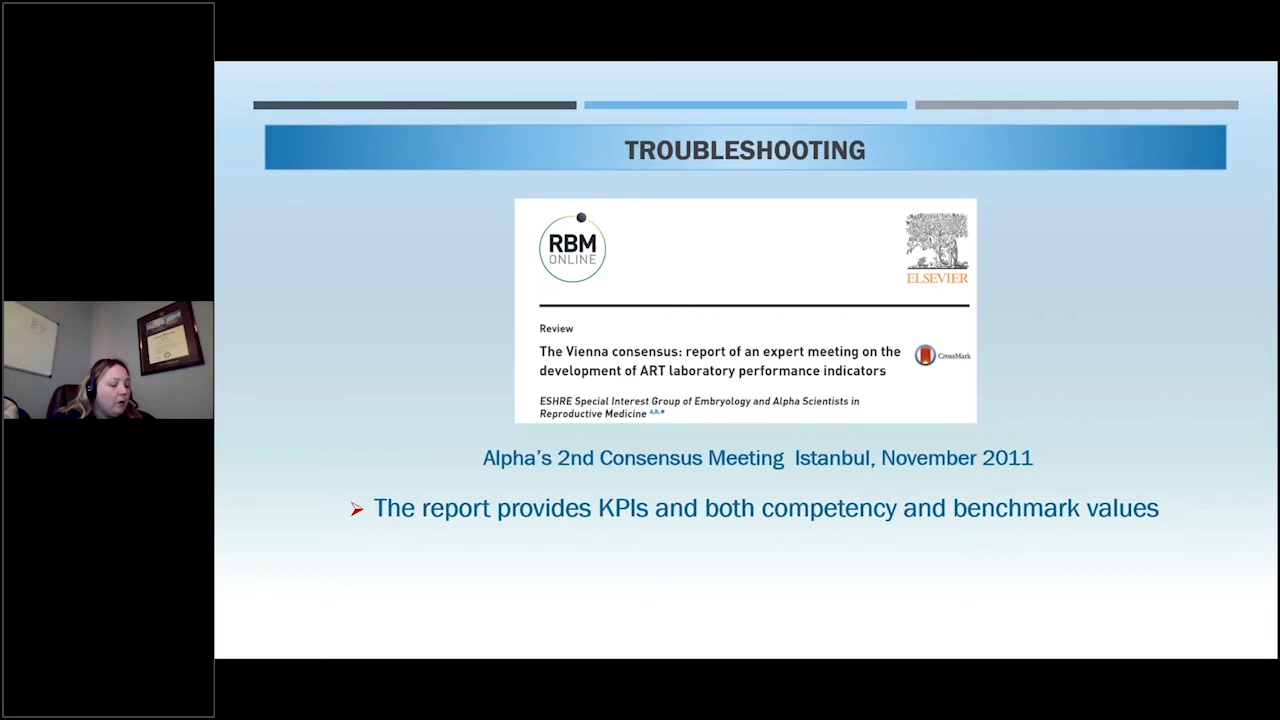 TROUBLESHOOTING
RBM
ONLINE
ELSEVIER
Review
The Vienna consensus: report of an expert meeting on the
development of ART laboratory performance indicators
CrossMark
ESHRE Special Interest Group of Embryology and Alpha Scientists in
Reproductive Medicine a,b,*
Alpha's 2nd Consensus Meeting Istanbul, November 2011
The report provides KPIs and both competency and benchmark values